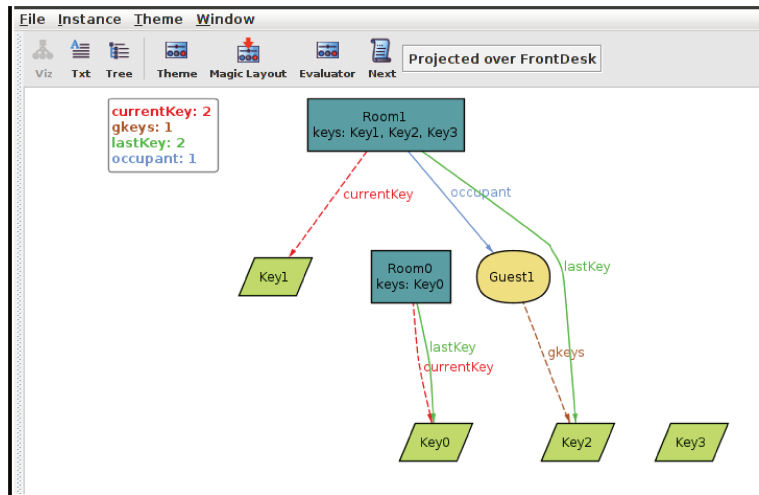 File Instance Theme Window
Viz Txt Tree Theme Magic Layout Evaluator Next Projected over FrontDesk
currentKey: 2
gkeys: 1
lastKey: 2
occupant: 1
Room1
keys: Key1, Key2, Key3
currentKey
occupant
Key1
Room0
keys: Key0
Guest1
lastKey
lastKey
currentKey
gkeys
Key0
Key2
Key3